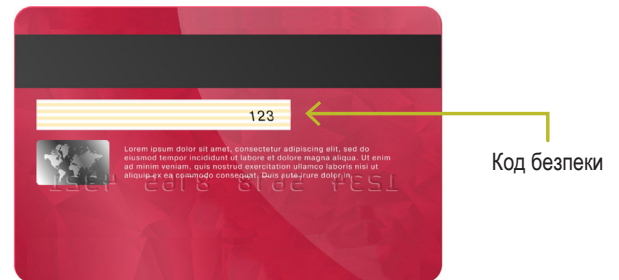 123
Код безпеки
Lorem ipsum dolor sit amet, consectetur adipiscing elit, sed do
eiusmod tempor incididunt ut labore et dolore magna aliqua. Ut enim
ad minim veniam, quis nostrud exercitation ullamco laboris nisi ut
aliquip ex ea commodo consequat. Duis aute irure dolor in